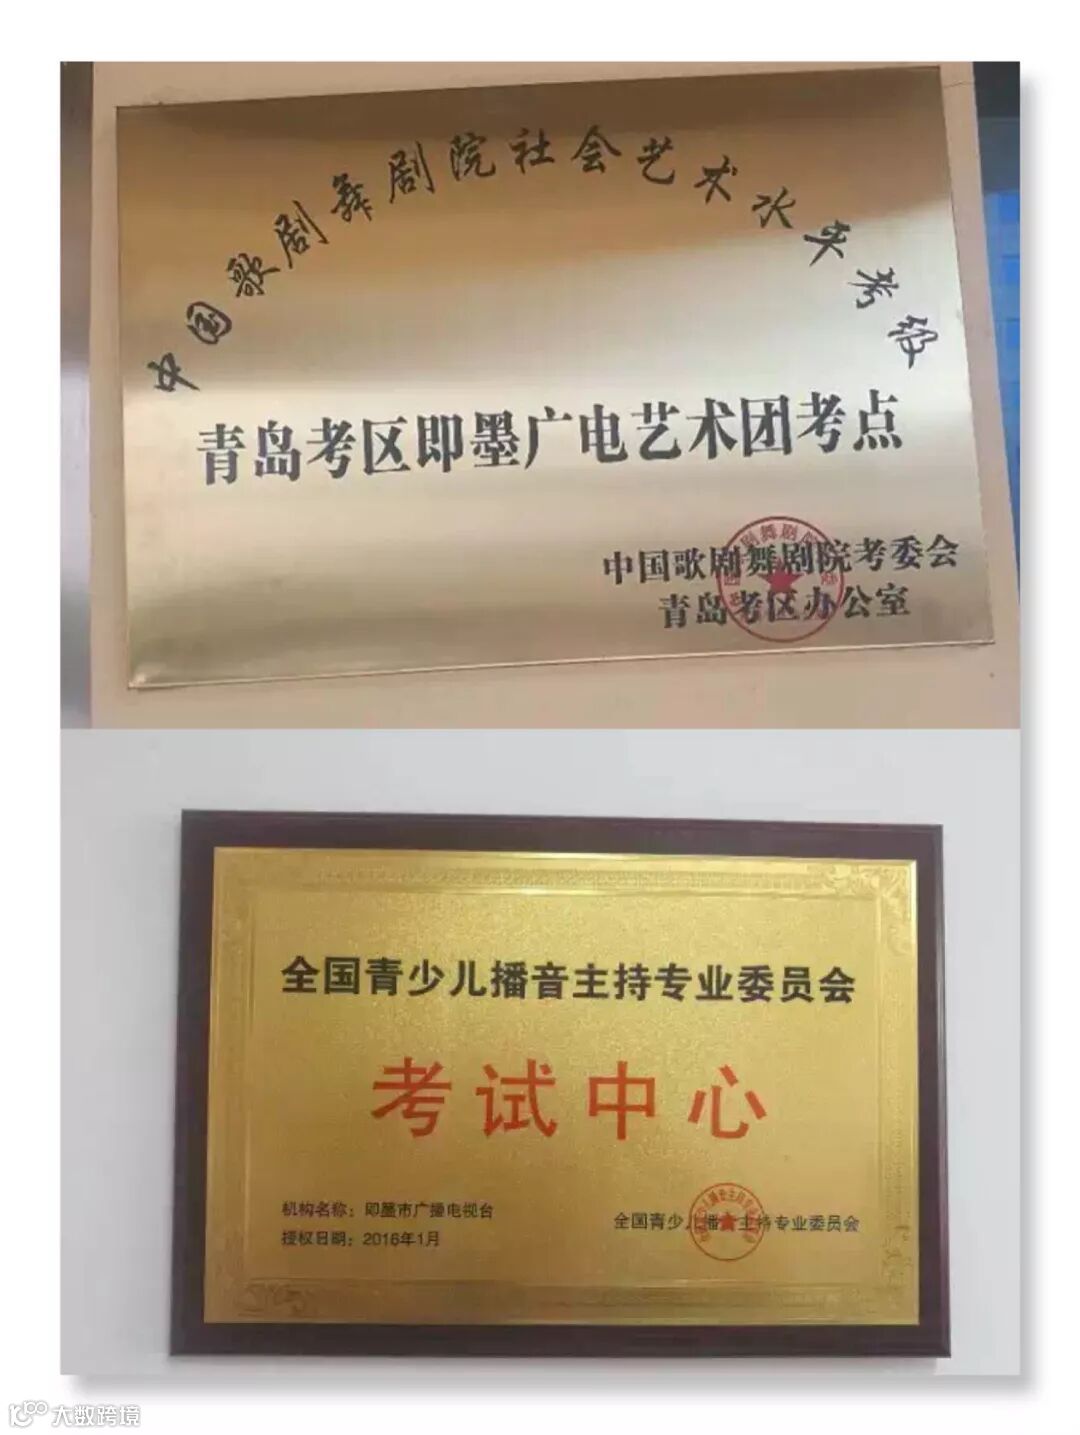 中国歌剧舞剧院社会艺术水平考级
青岛考区即墨广电艺术团考点
中国歌剧舞剧院考委会
青岛考区办公室
全国青少儿播音主持专业委员会
考试中心
机构名称：即墨市广播电视台
授权日期：2016年1月
全国青少儿播音主持专业委员会
大数跨境